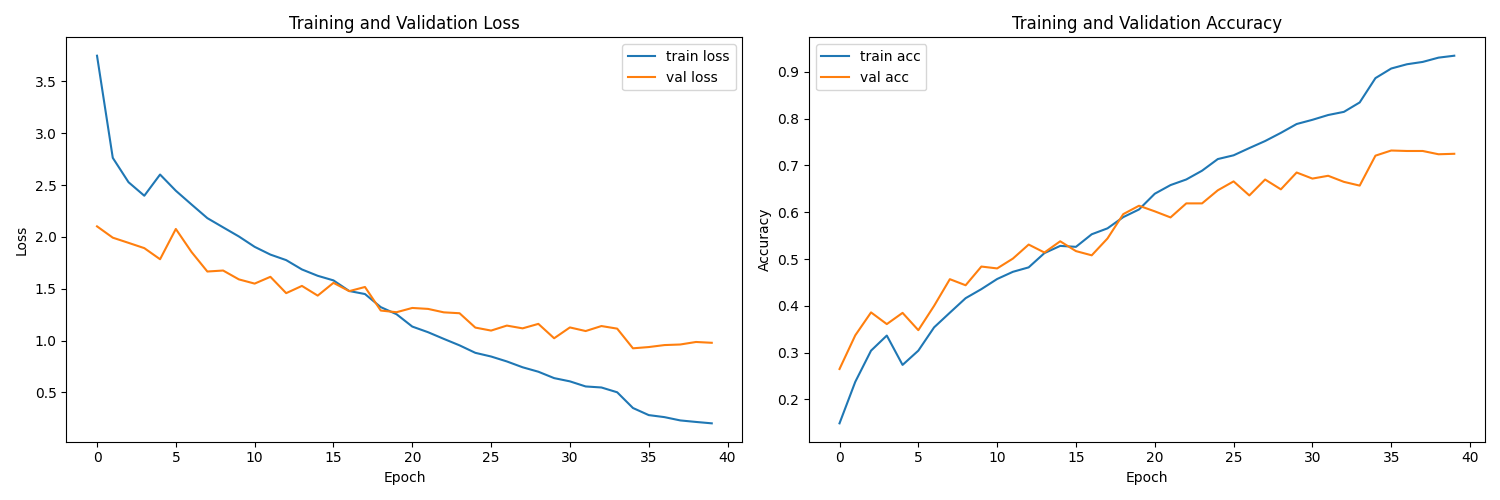 Training and Validation Loss
train loss
val loss
Loss
3.5
3.0
2.5
2.0
1.5
1.0
0.5
0 5 10 15 20 25 30 35 40
Epoch
Training and Validation Accuracy
train acc
val acc
Accuracy
0.9
0.8
0.7
0.6
0.5
0.4
0.3
0.2
0 5 10 15 20 25 30 35 40
Epoch